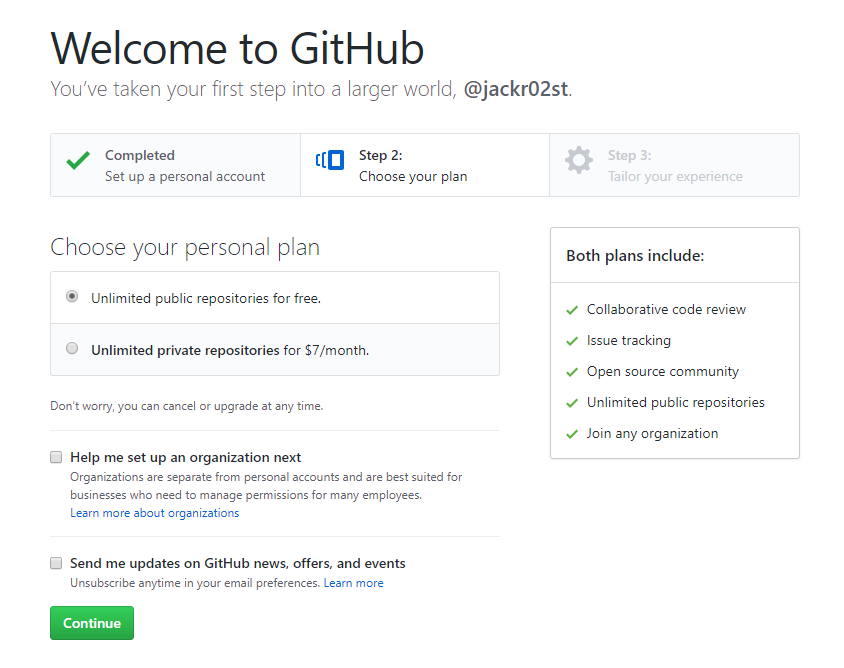 Welcome to GitHub
You’ve taken your first step into a larger world, @jackr02st.
Completed
Set up a personal account
Step 2:
Choose your plan
Step 3:
Tailor your experience
Choose your personal plan
Unlimited public repositories for free.
Unlimited private repositories for $7/month.
Don’t worry, you can cancel or upgrade at any time.
Help me set up an organization next
Organizations are separate from personal accounts and are best suited for
businesses who need to manage permissions for many employees.
Learn more about organizations
Send me updates on GitHub news, offers, and events
Unsubscribe anytime in your email preferences. Learn more
Continue
Both plans include:
Collaborative code review
Issue tracking
Open source community
Unlimited public repositories
Join any organization